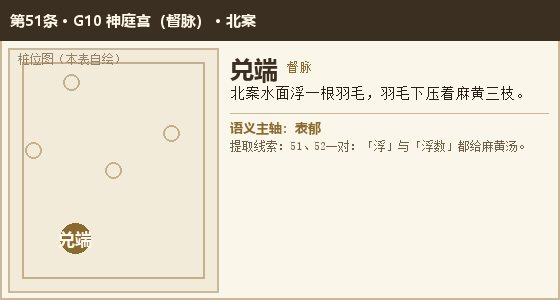 第51条・G10 神庭宫（督脉）・北案
桩位图（本表自绘）
兑端 督脉
北案水面浮一根羽毛，羽毛下压着麻黄三枝。
语义主轴：表郁
提取线索：51、52一对：「浮」与「浮数」都给麻黄汤。
兑端